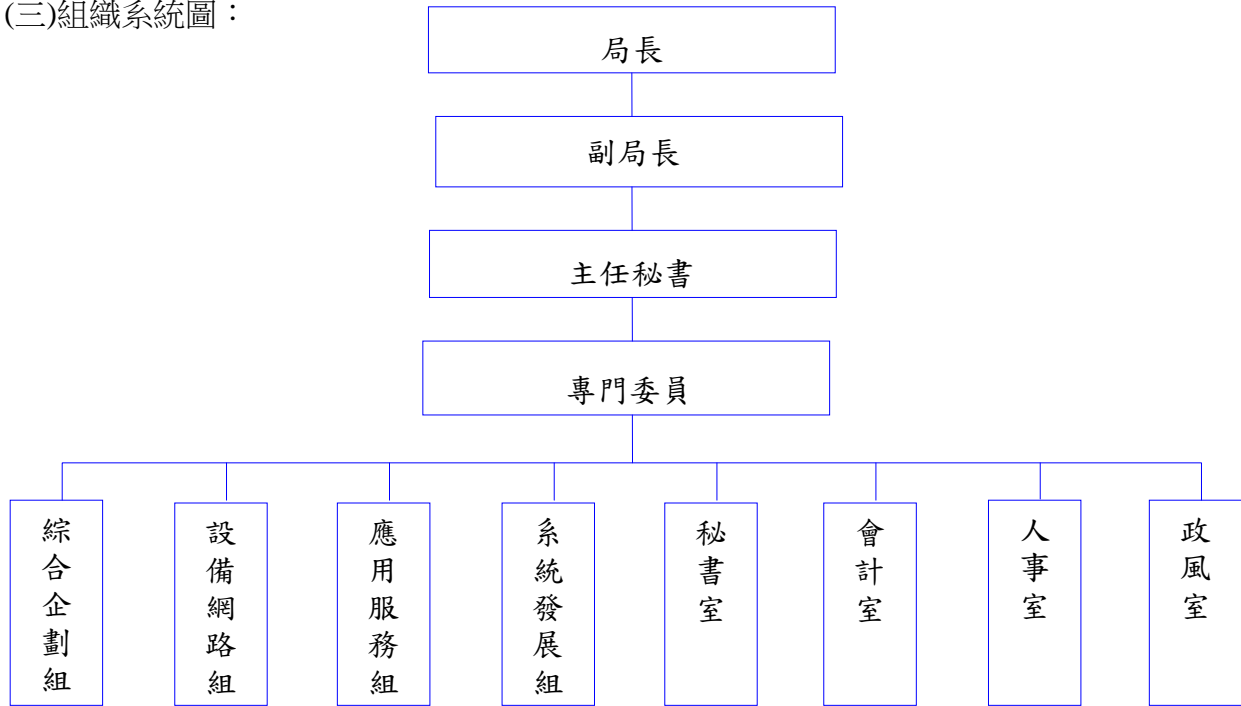 (三)組織系統圖：
局長
副局長
主任秘書
專門委員
綜合企劃組
設備網路組
應用服務組
系統發展組
秘書室
會計室
人事室
政風室